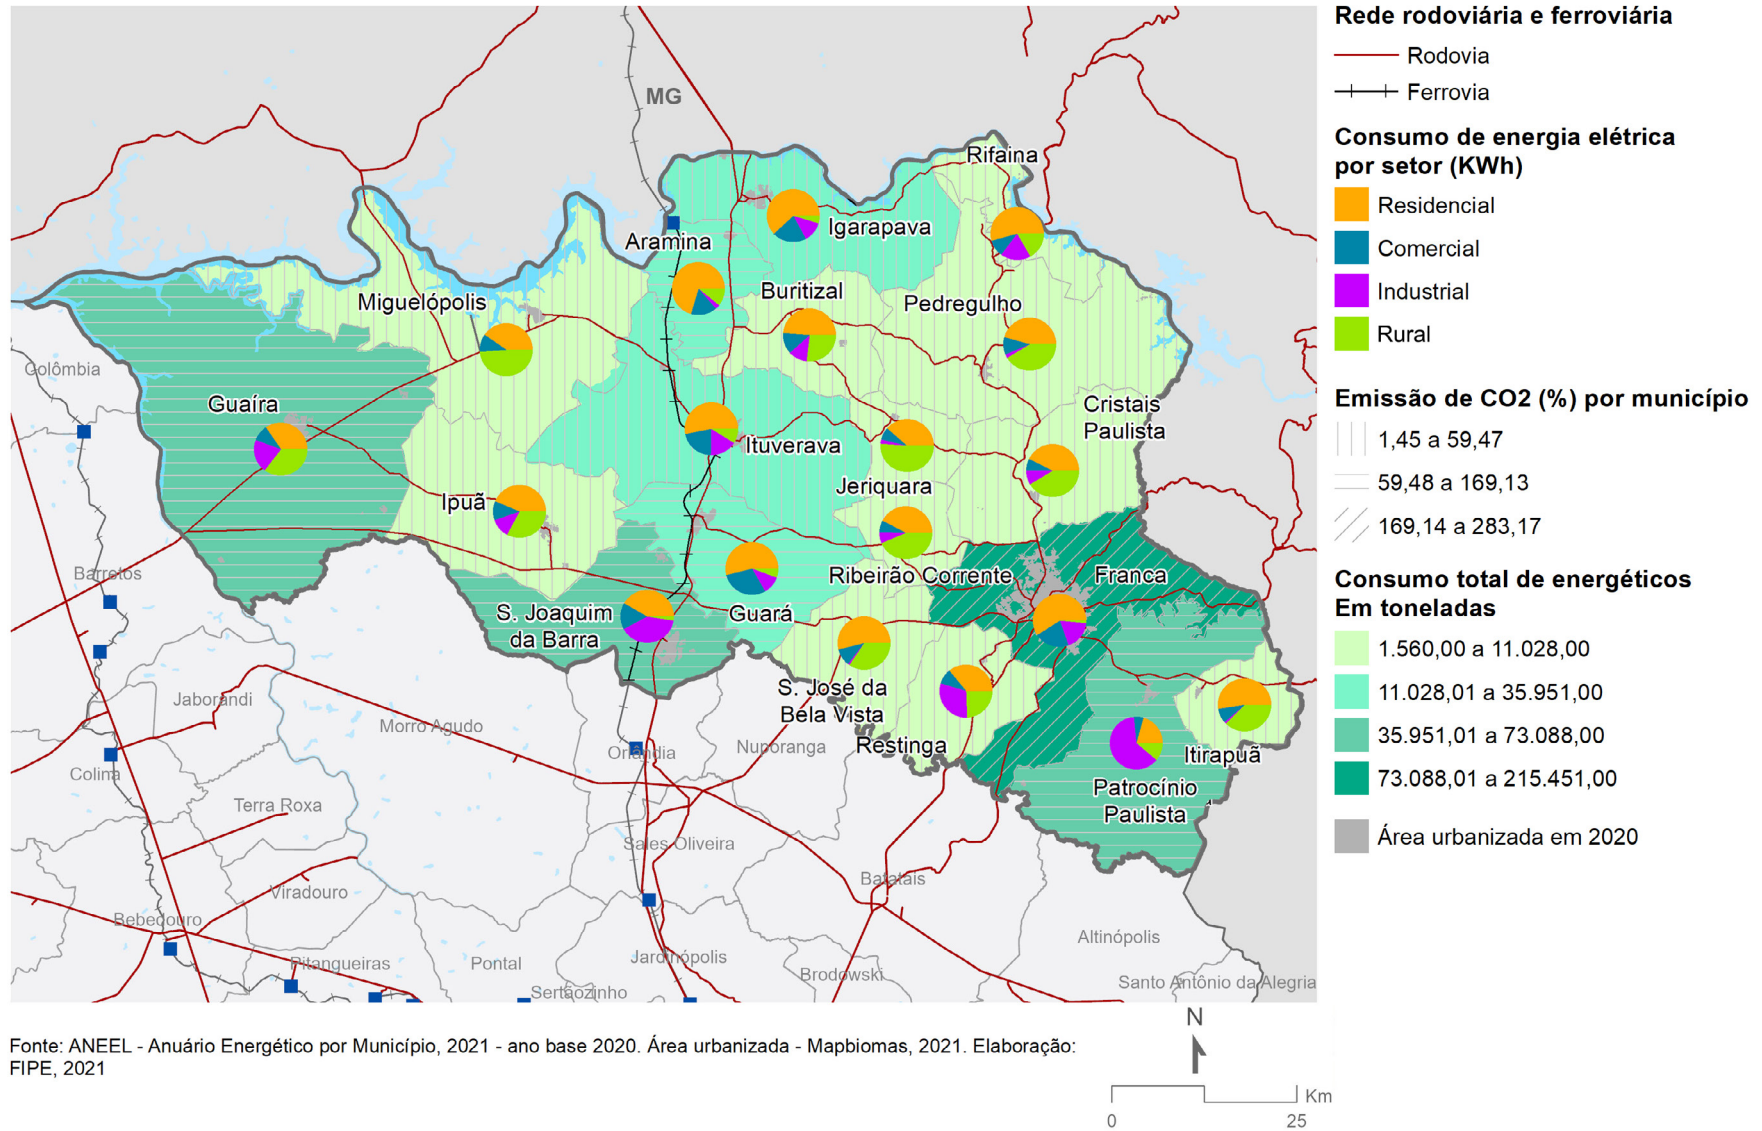 MG
Rifaina
Igarapava
Aramina
Buritizal
Pedregulho
Miguelópolis
Colômbia
Guaíra
Cristais
Paulista
Ituverava
Jeriquara
Ipuã
Barretos
Ribeirão Corrente
Franca
S. Joaquim
da Barra
Guará
Jaborandi
S. José da
Bela Vista
Morro Agudo
Orlândia
Nuporanga
Restinga
Itirapuã
Colina
Patrocínio
Paulista
Terra Roxa
Sales Oliveira
Viradouro
Batatais
Bebedouro
Altinópolis
Pitangueiras
Pontal
Jardinópolis
Brodowski
Sertãozinho
Santo Antônio da Alegria
Rede rodoviária e ferroviária
Rodovia
Ferrovia
Consumo de energia elétrica
por setor (KWh)
Residencial
Comercial
Industrial
Rural
Emissão de CO2 (%) por município
1,45 a 59,47
59,48 a 169,13
169,14 a 283,17
Consumo total de energéticos
Em toneladas
1.560,00 a 11.028,00
11.028,01 a 35.951,00
35.951,01 a 73.088,00
73.088,01 a 215.451,00
Área urbanizada em 2020
Fonte: ANEEL - Anuário Energético por Município, 2021 - ano base 2020. Área urbanizada - Mapbiomas, 2021. Elaboração:
FIPE, 2021
N
Km
0 25